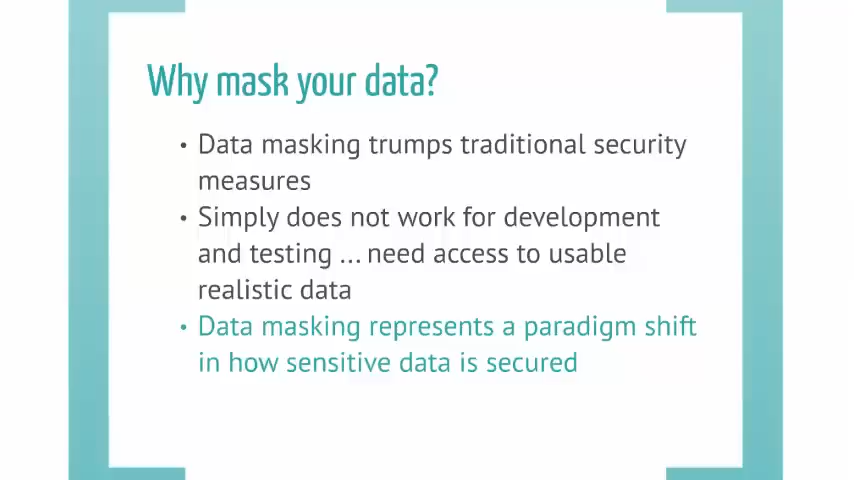 Why mask your data?
• Data masking trumps traditional security
measures
• Simply does not work for development
and testing ... need access to usable
realistic data
• Data masking represents a paradigm shift
in how sensitive data is secured